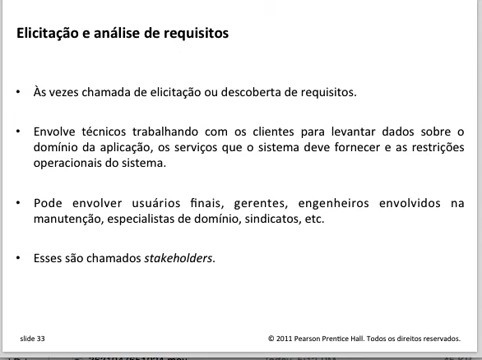 Elicitação e análise de requisitos
• Às vezes chamada de elicitação ou descoberta de requisitos.
• Envolve técnicos trabalhando com os clientes para levantar dados sobre o
domínio da aplicação, os serviços que o sistema deve fornecer e as restrições
operacionais do sistema.
• Pode envolver usuários finais, gerentes, engenheiros envolvidos na
manutenção, especialistas de domínio, sindicatos, etc.
• Esses são chamados stakeholders.
slide 33
© 2011 Pearson Prentice Hall. Todos os direitos reservados.